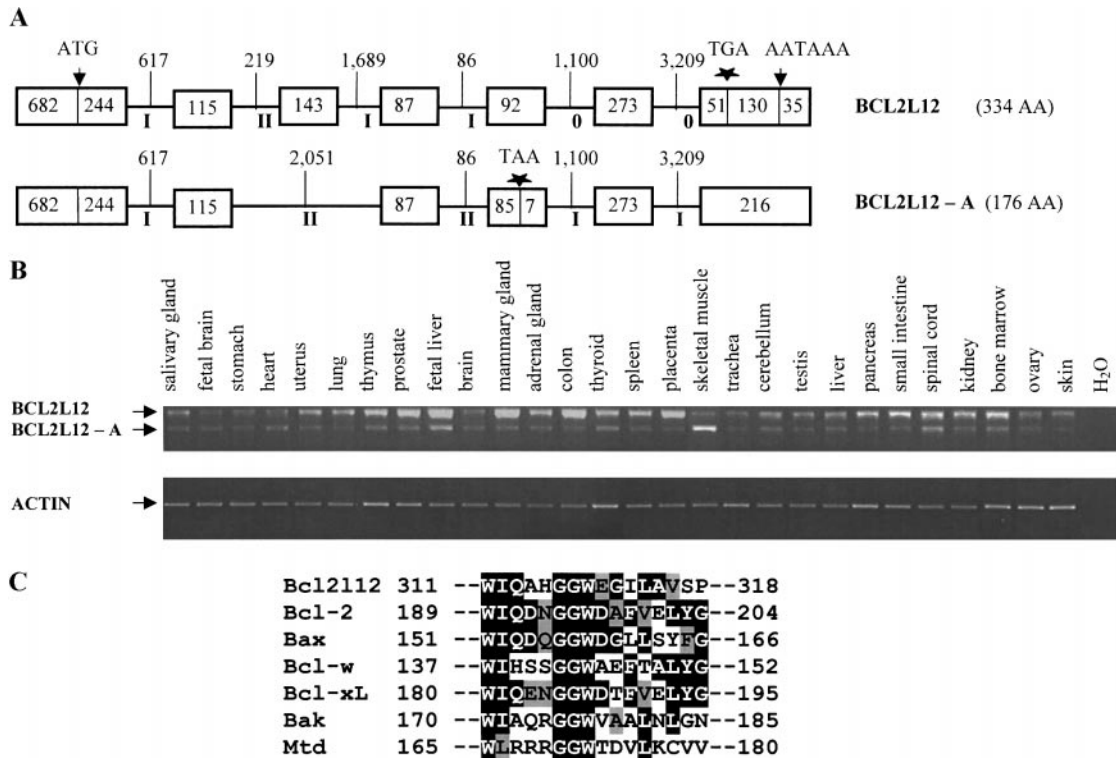 A
ATG
TGA AATAAA
617 219 1,689 86 1,100 3,209
682 244 115 143 87 92 273 51 130 35 BCL2L12 (334 AA)
I II I I 0 0
617 2,051 86 TAA 1,100 3,209
682 244 115 87 85 7 273 216 BCL2L12 – A (176 AA)
I II II I I
B
salivary gland
fetal brain
stomach
heart
uterus
lung
thymus
prostate
fetal liver
brain
mammary gland
adrenal gland
colon
thyroid
spleen
placenta
skeletal muscle
trachea
cerebellum
testis
liver
pancreas
small intestine
spinal cord
kidney
bone marrow
ovary
skin
H2O
BCL2L12
BCL2L12 – A
ACTIN
C
Bcl2l12 311 --WIQAHGGWEGILAVSP--318
Bcl-2 189 --WIQDNGGWDAFVELYG--204
Bax 151 --WIQDQGGWDGLLSYFG--166
Bcl-w 137 --WIHSSGGWAEFTALYG--152
Bcl-xL 180 --WIQENGGWDTFVELYG--195
Bak 170 --WIAQRGGWVAALNLGN--185
Mtd 165 --WLRRRGGWTDVLKCVV--180